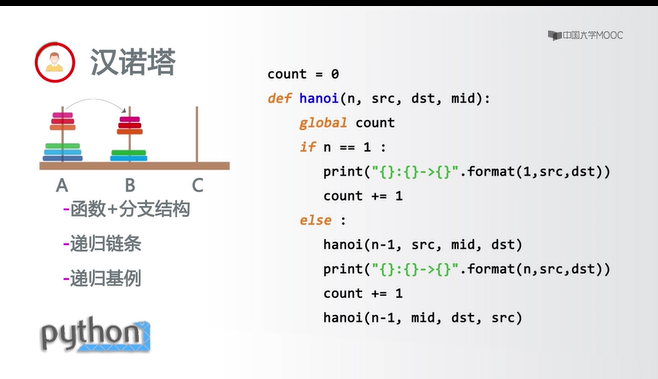 中国大学MOOC
汉诺塔
A B C
-函数+分支结构
-递归链条
-递归基例
python
count = 0
def hanoi(n, src, dst, mid):
    global count
    if n == 1 :
        print("{}:{}->{}".format(1,src,dst))
        count += 1
    else :
        hanoi(n-1, src, mid, dst)
        print("{}:{}->{}".format(n,src,dst))
        count += 1
        hanoi(n-1, mid, dst, src)